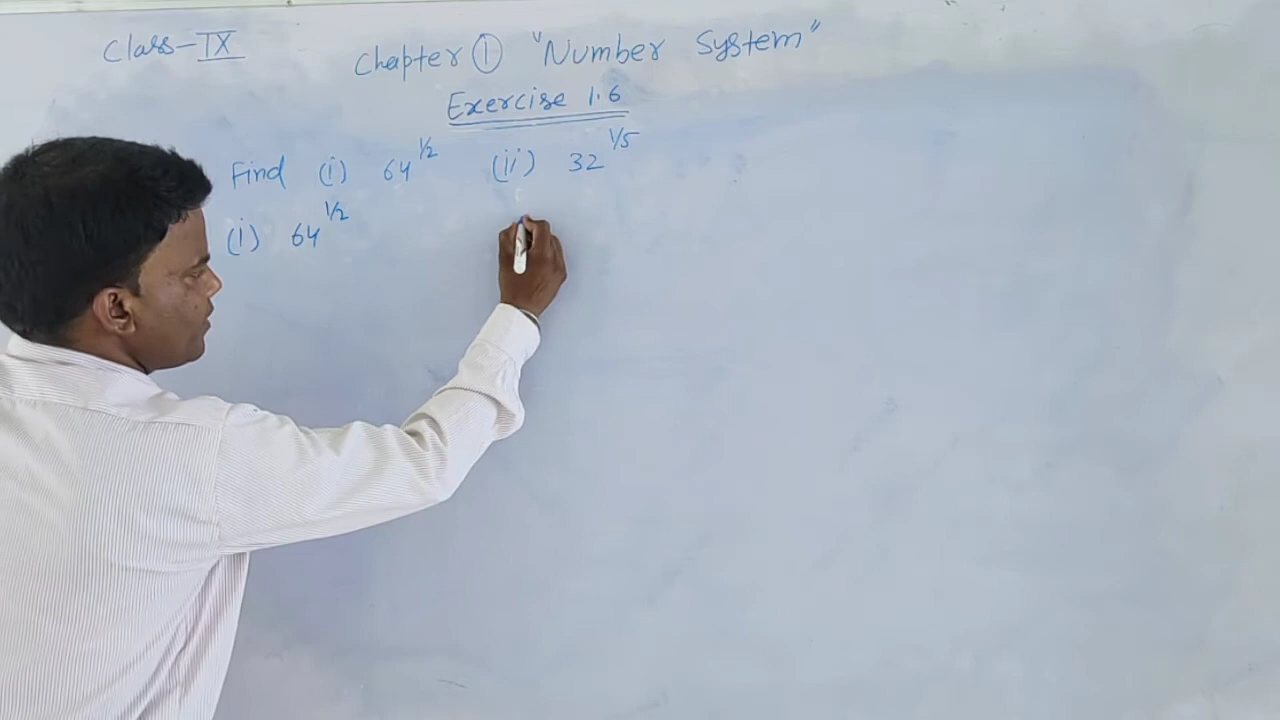 Class-IX
Chapter ① "Number System"
Exercise 1.6
Find (i) 64^1/2 (ii) 32^1/5
(i) 64^1/2